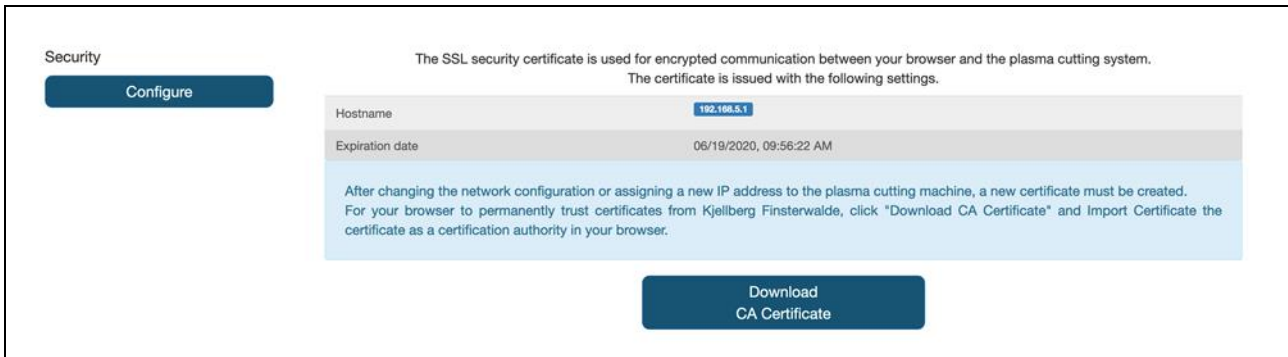 Security
Configure
The SSL security certificate is used for encrypted communication between your browser and the plasma cutting system.
The certificate is issued with the following settings.
Hostname 192.168.5.1
Expiration date 06/19/2020, 09:56:22 AM
After changing the network configuration or assigning a new IP address to the plasma cutting machine, a new certificate must be created.
For your browser to permanently trust certificates from Kjellberg Finsterwalde, click "Download CA Certificate" and Import Certificate the
certificate as a certification authority in your browser.
Download
CA Certificate